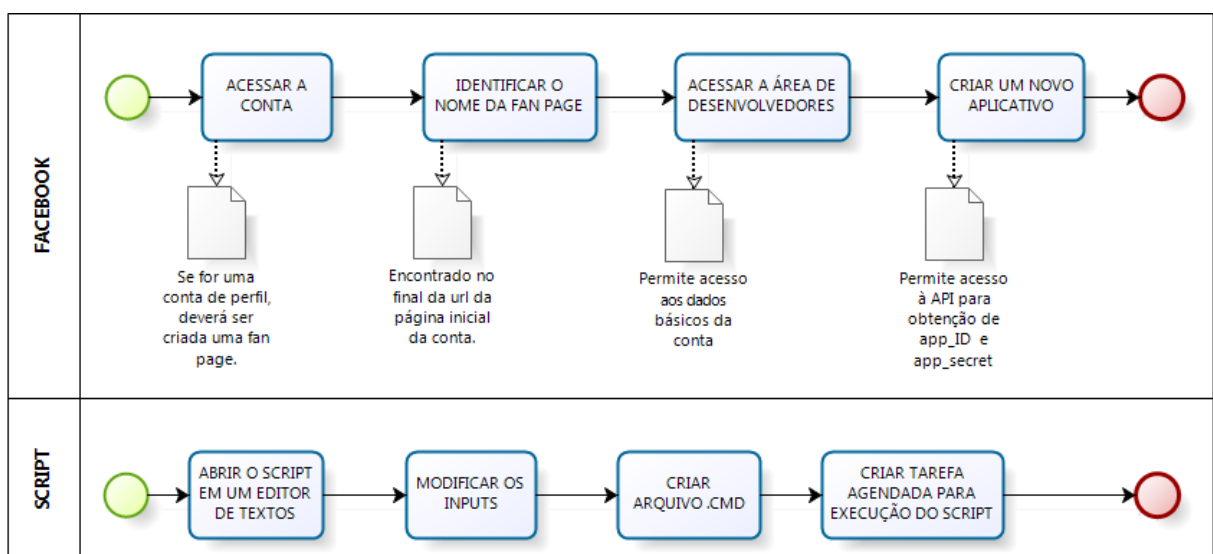 FACEBOOK
ACESSAR A
CONTA
IDENTIFICAR O
NOME DA FAN PAGE
ACESSAR A ÁREA DE
DESENVOLVEDORES
CRIAR UM NOVO
APLICATIVO
Se for uma
conta de perfil,
deverá ser
criada uma fan
page.
Encontrado no
final da url da
página inicial
da conta.
Permite acesso
aos dados
básicos da
conta
Permite acesso
à API para
obtenção de
app_ID e
app_secret
SCRIPT
ABRIR O SCRIPT
EM UM EDITOR
DE TEXTOS
MODIFICAR OS
INPUTS
CRIAR
ARQUIVO .CMD
CRIAR TAREFA
AGENDADA PARA
EXECUÇÃO DO SCRIPT